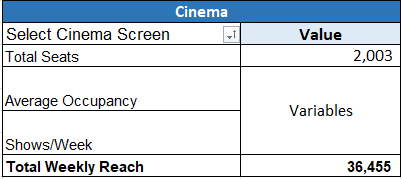 Cinema
Select Cinema Screen Value
Total Seats 2,003
Average Occupancy
Variables
Shows/Week
Total Weekly Reach 36,455